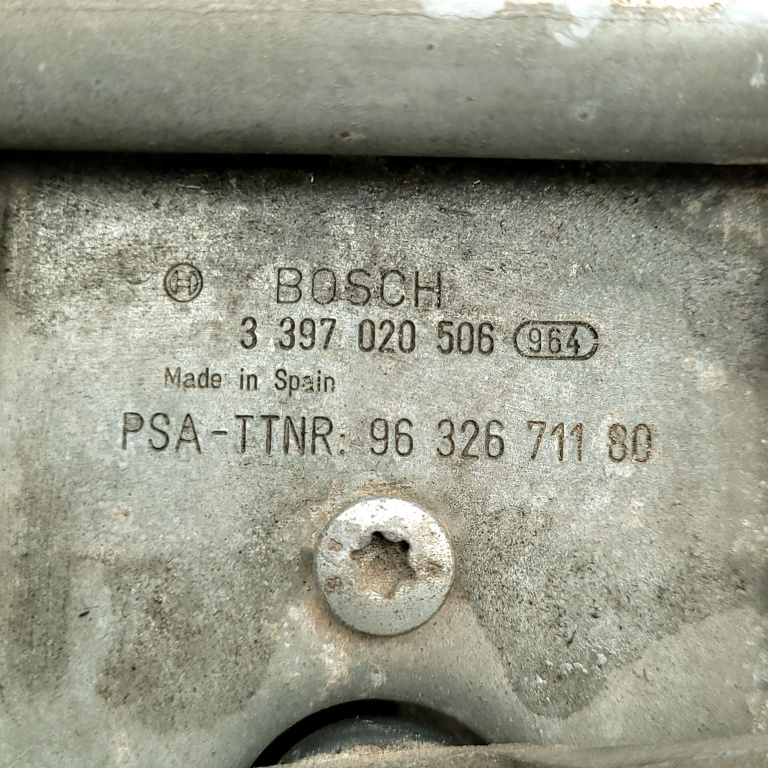 BOSCH
3 397 020 506 964
Made in Spain
PSA-TTNR: 96 326 711 80